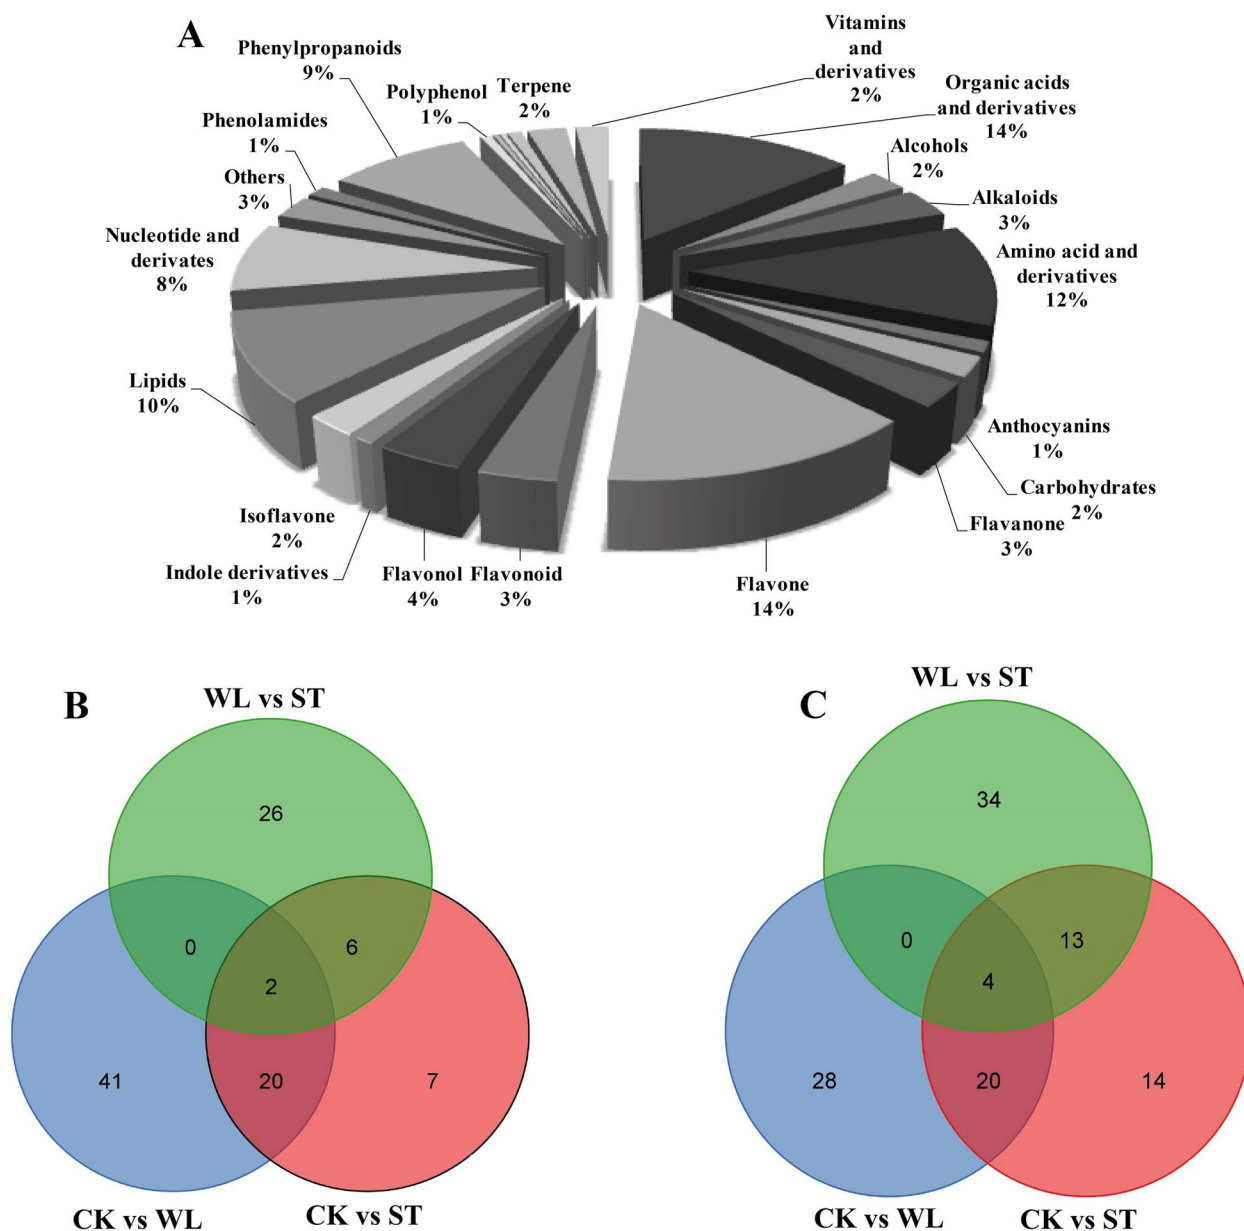 A
Phenylpropanoids
9%
Polyphenol
1%
Terpene
2%
Vitamins
and
derivatives
2%
Organic acids
and derivatives
14%
Alcohols
2%
Alkaloids
3%
Amino acid and
derivatives
12%
Anthocyanins
1%
Carbohydrates
2%
Flavanone
3%
Flavone
14%
Flavonoid
3%
Flavonol
4%
Indole derivatives
1%
Isoflavone
2%
Lipids
10%
Nucleotide and
derivates
8%
Others
3%
Phenolamides
1%
B
WL vs ST
26
0
6
2
41
20
7
CK vs WL
CK vs ST
C
WL vs ST
34
0
13
4
28
20
14
CK vs WL
CK vs ST